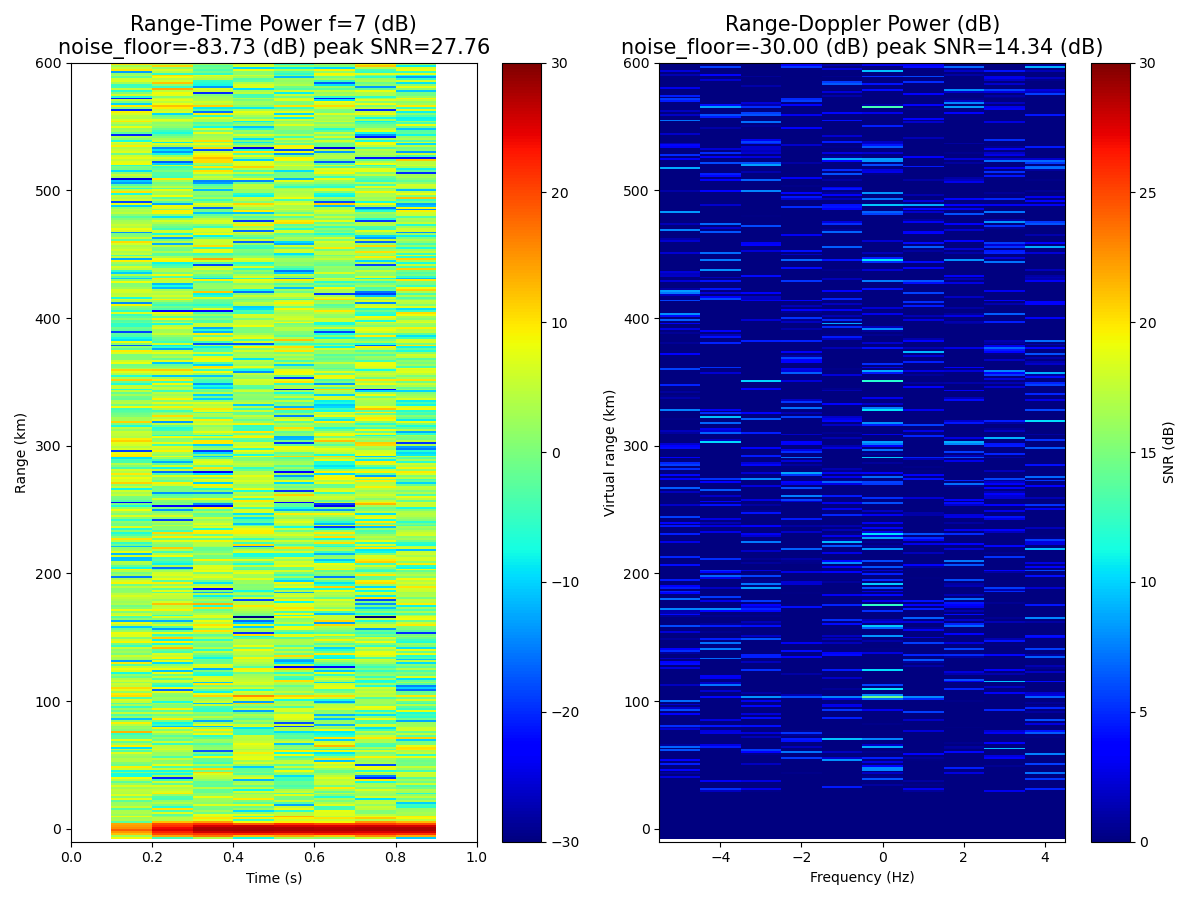 Range-Time Power f=7 (dB)
noise_floor=-83.73 (dB) peak SNR=27.76
Range (km)
600
500
400
300
200
100
0
0.0 0.2 0.4 0.6 0.8 1.0
Time (s)
30
20
10
0
−10
−20
−30
Range-Doppler Power (dB)
noise_floor=-30.00 (dB) peak SNR=14.34 (dB)
Virtual range (km)
600
500
400
300
200
100
0
−4 −2 0 2 4
Frequency (Hz)
30
25
20
15
10
5
0
SNR (dB)